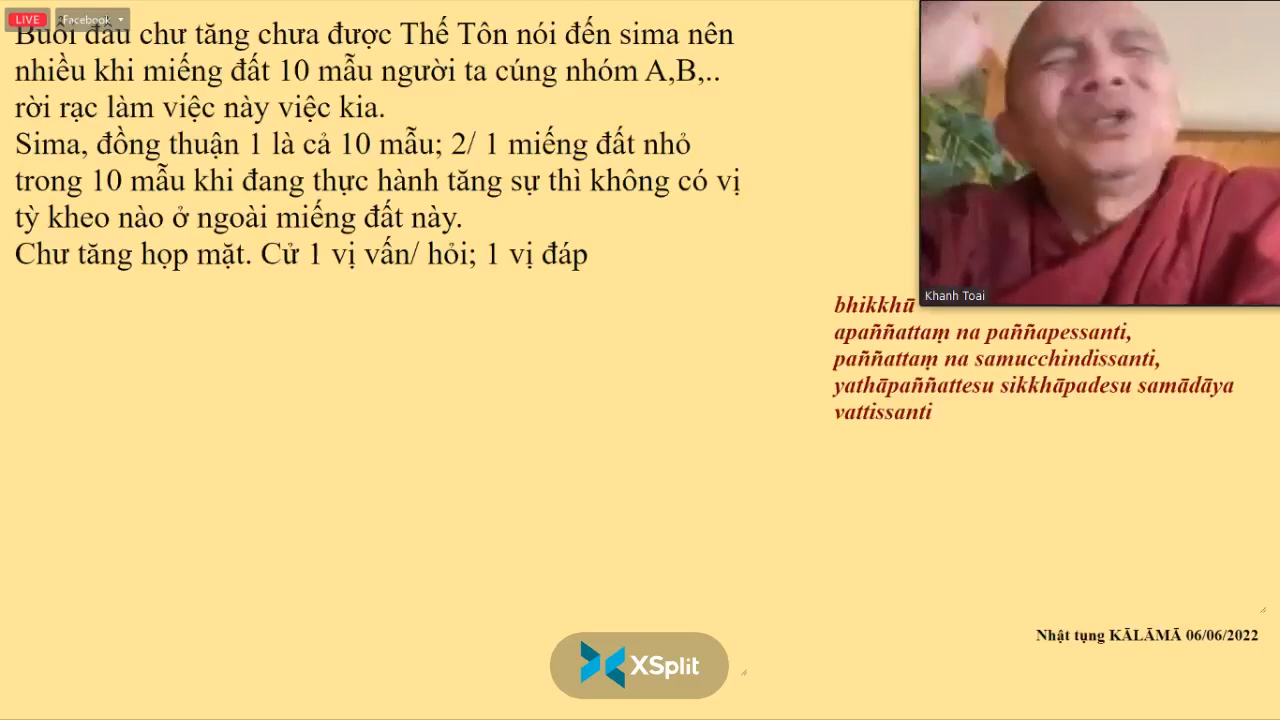 LIVE Facebook
Buổi đầu chư tăng chưa được Thế Tôn nói đến sima nên
nhiều khi miếng đất 10 mẫu người ta cúng nhóm A,B,..
rời rạc làm việc này việc kia.
Sima, đồng thuận 1 là cả 10 mẫu; 2/ 1 miếng đất nhỏ
trong 10 mẫu khi đang thực hành tăng sự thì không có vị
tỳ kheo nào ở ngoài miếng đất này.
Chư tăng họp mặt. Cử 1 vị vấn/ hỏi; 1 vị đáp
Khanh Toai
bhikkhū
apaññattaṃ na paññapessanti,
paññattaṃ na samucchindissanti,
yathāpaññattesu sikkhāpadesu samādāya
vattissanti
Nhật tụng KĀLĀMĀ 06/06/2022
XSplit